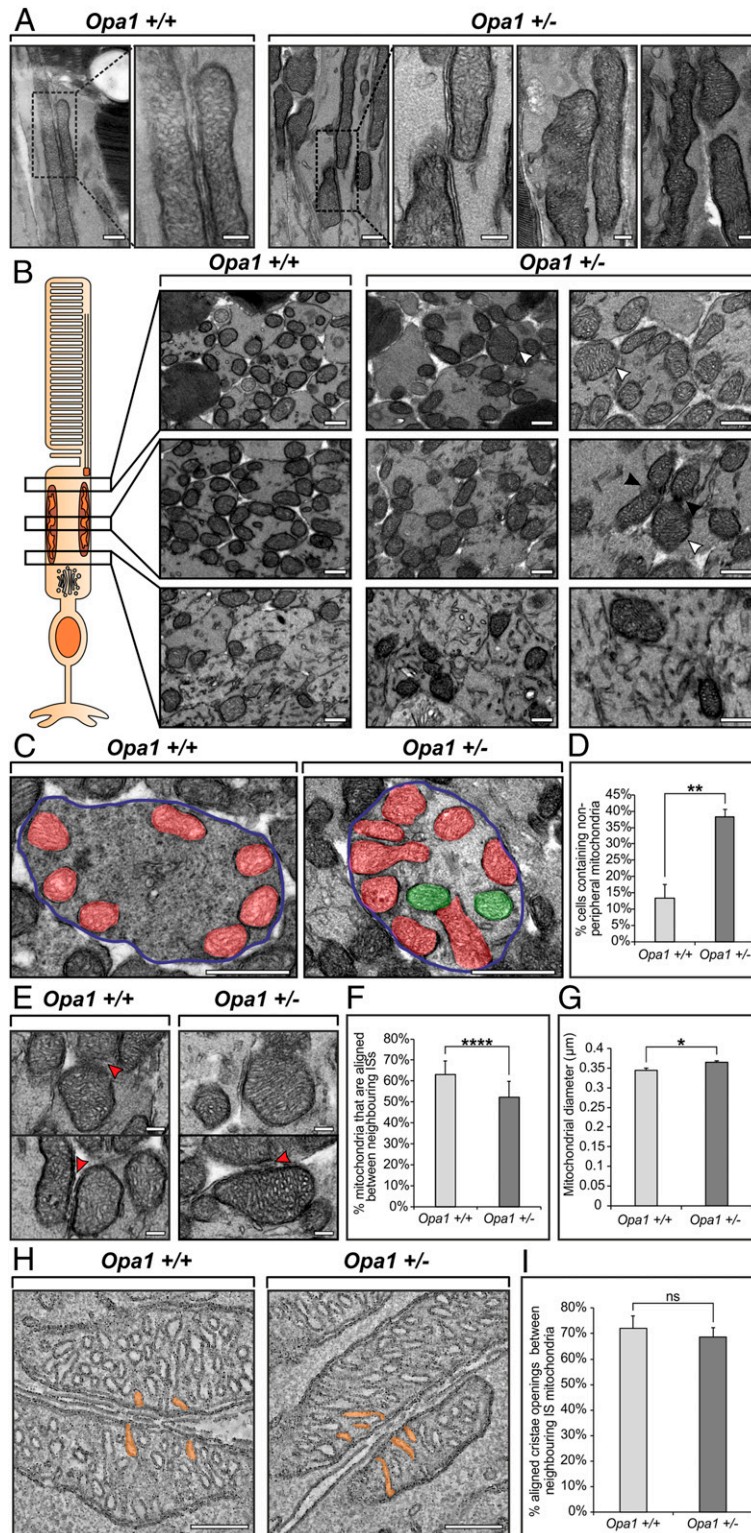 A
Opa1 +/+
Opa1 +/-
B
Opa1 +/+
Opa1 +/-
C
Opa1 +/+
Opa1 +/-
D
% cells containing non-
peripheral mitochondria
45%
40%
35%
30%
25%
20%
15%
10%
5%
0%
**
Opa1 +/+
Opa1 +/-
E
Opa1 +/+
Opa1 +/-
F
% mitochondria that are aligned
between neighbouring ISs
80%
70%
60%
50%
40%
30%
20%
10%
0%
****
Opa1 +/+
Opa1 +/-
G
Mitochondrial diameter (µm)
0.4
0.35
0.3
0.25
0.2
0.15
0.1
0.05
0
*
Opa1 +/+
Opa1 +/-
H
Opa1 +/+
Opa1 +/-
I
% aligned cristae openings between
neighbouring IS mitochondria
80%
70%
60%
50%
40%
30%
20%
10%
0%
ns
Opa1 +/+
Opa1 +/-